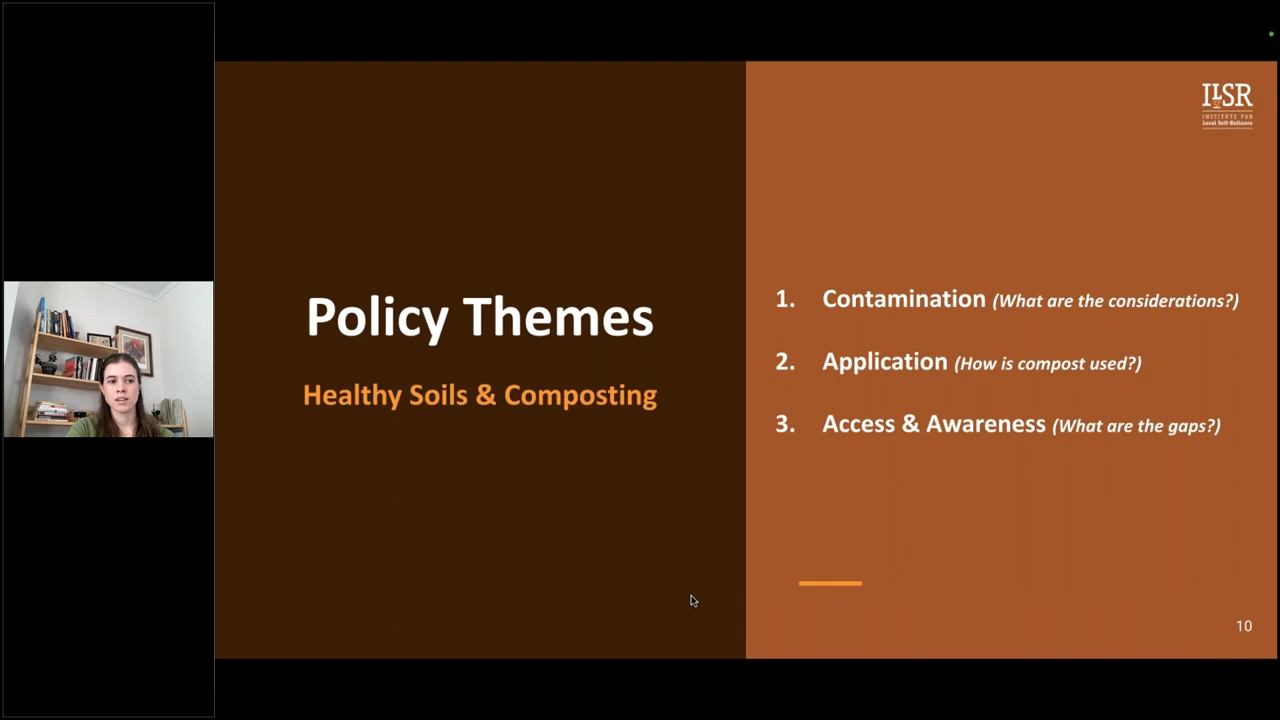 ILSR
INSTITUTE FOR
Local Self-Reliance
Policy Themes
Healthy Soils & Composting
1. Contamination (What are the considerations?)
2. Application (How is compost used?)
3. Access & Awareness (What are the gaps?)
10